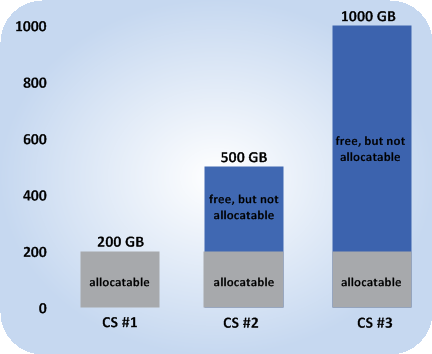 1000
800
600
400
200
0
1000 GB
500 GB
200 GB
free, but not
allocatable
free, but not
allocatable
allocatable
allocatable
allocatable
CS #1
CS #2
CS #3